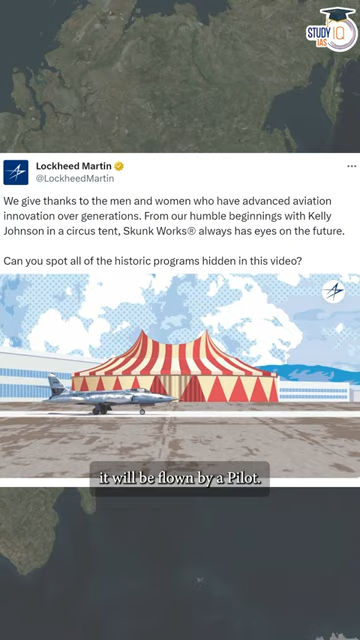 STUDY IQ
IAS
Lockheed Martin
@LockheedMartin
We give thanks to the men and women who have advanced aviation
innovation over generations. From our humble beginnings with Kelly
Johnson in a circus tent, Skunk Works® always has eyes on the future.
Can you spot all of the historic programs hidden in this video?
it will be flown by a Pilot.